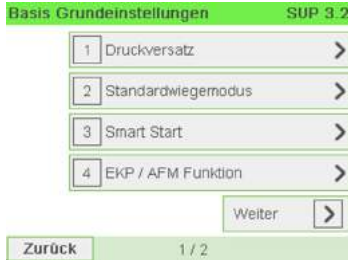 Basis Grundeinstellungen SUP 3.2
1 Druckversatz
2 Standardwiegemodus
3 Smart Start
4 EKP / AFM Funktion
Weiter
Zurück 1 / 2